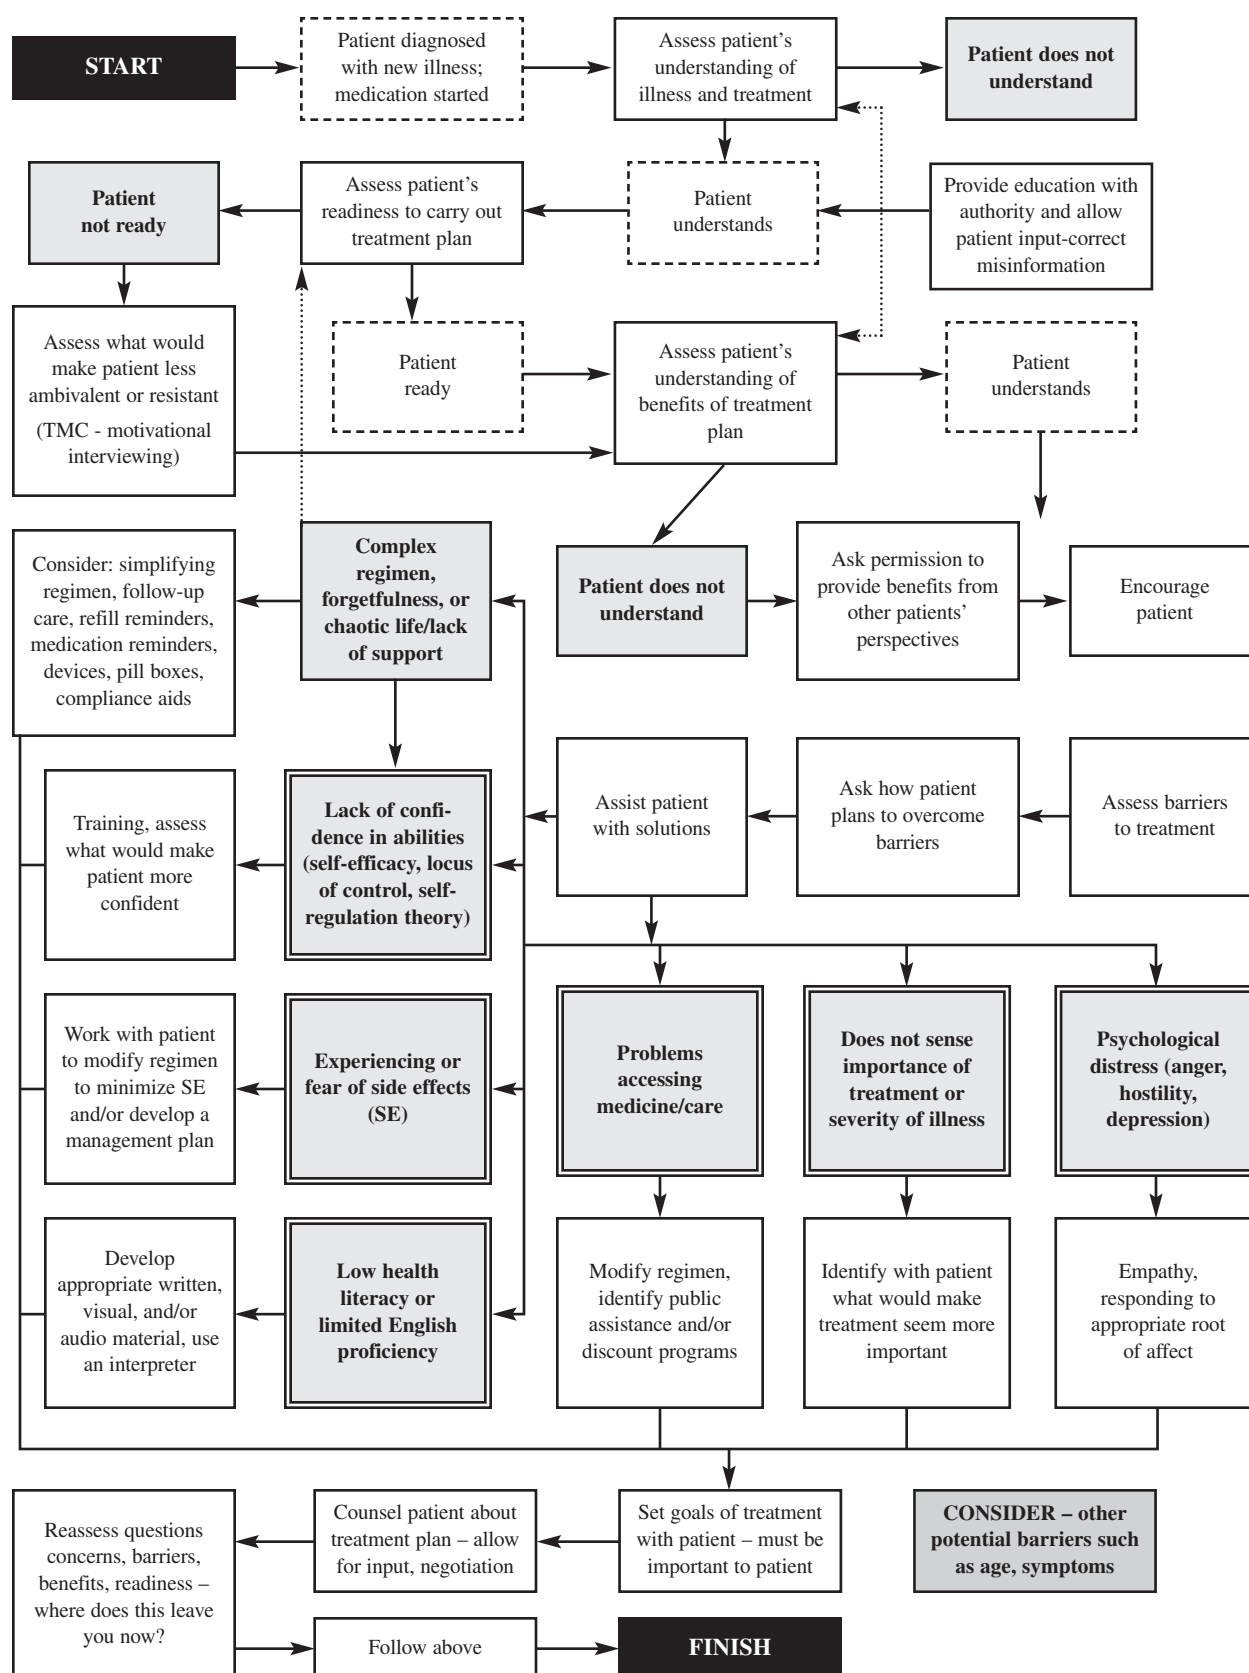 START
Patient diagnosed
with new illness;
medication started
Assess patient's
understanding of
illness and treatment
Patient does not
understand
Patient
not ready
Assess patient's
readiness to carry out
treatment plan
Patient
understands
Provide education with
authority and allow
patient input-correct
misinformation
Assess what would
make patient less
ambivalent or resistant
(TMC - motivational
interviewing)
Patient
ready
Assess patient's
understanding of
benefits of treatment
plan
Patient
understands
Consider: simplifying
regimen, follow-up
care, refill reminders,
medication reminders,
devices, pill boxes,
compliance aids
Complex
regimen,
forgetfulness, or
chaotic life/lack
of support
Patient does not
understand
Ask permission to
provide benefits from
other patients'
perspectives
Encourage
patient
Training, assess
what would make
patient more
confident
Lack of confi-
dence in abilities
(self-efficacy, locus
of control, self-
regulation theory)
Assist patient
with solutions
Ask how patient
plans to overcome
barriers
Assess barriers
to treatment
Work with patient
to modify regimen
to minimize SE
and/or develop a
management plan
Experiencing or
fear of side effects
(SE)
Problems
accessing
medicine/care
Does not sense
importance of
treatment or
severity of illness
Psychological
distress (anger,
hostility,
depression)
Develop
appropriate written,
visual, and/or
audio material, use
an interpreter
Low health
literacy or
limited English
proficiency
Modify regimen,
identify public
assistance and/or
discount programs
Identify with patient
what would make
treatment seem more
important
Empathy,
responding to
appropriate root
of affect
Reassess questions
concerns, barriers,
benefits, readiness –
where does this leave
you now?
Counsel patient about
treatment plan – allow
for input, negotiation
Set goals of treatment
with patient – must be
important to patient
CONSIDER – other
potential barriers such
as age, symptoms
Follow above
FINISH